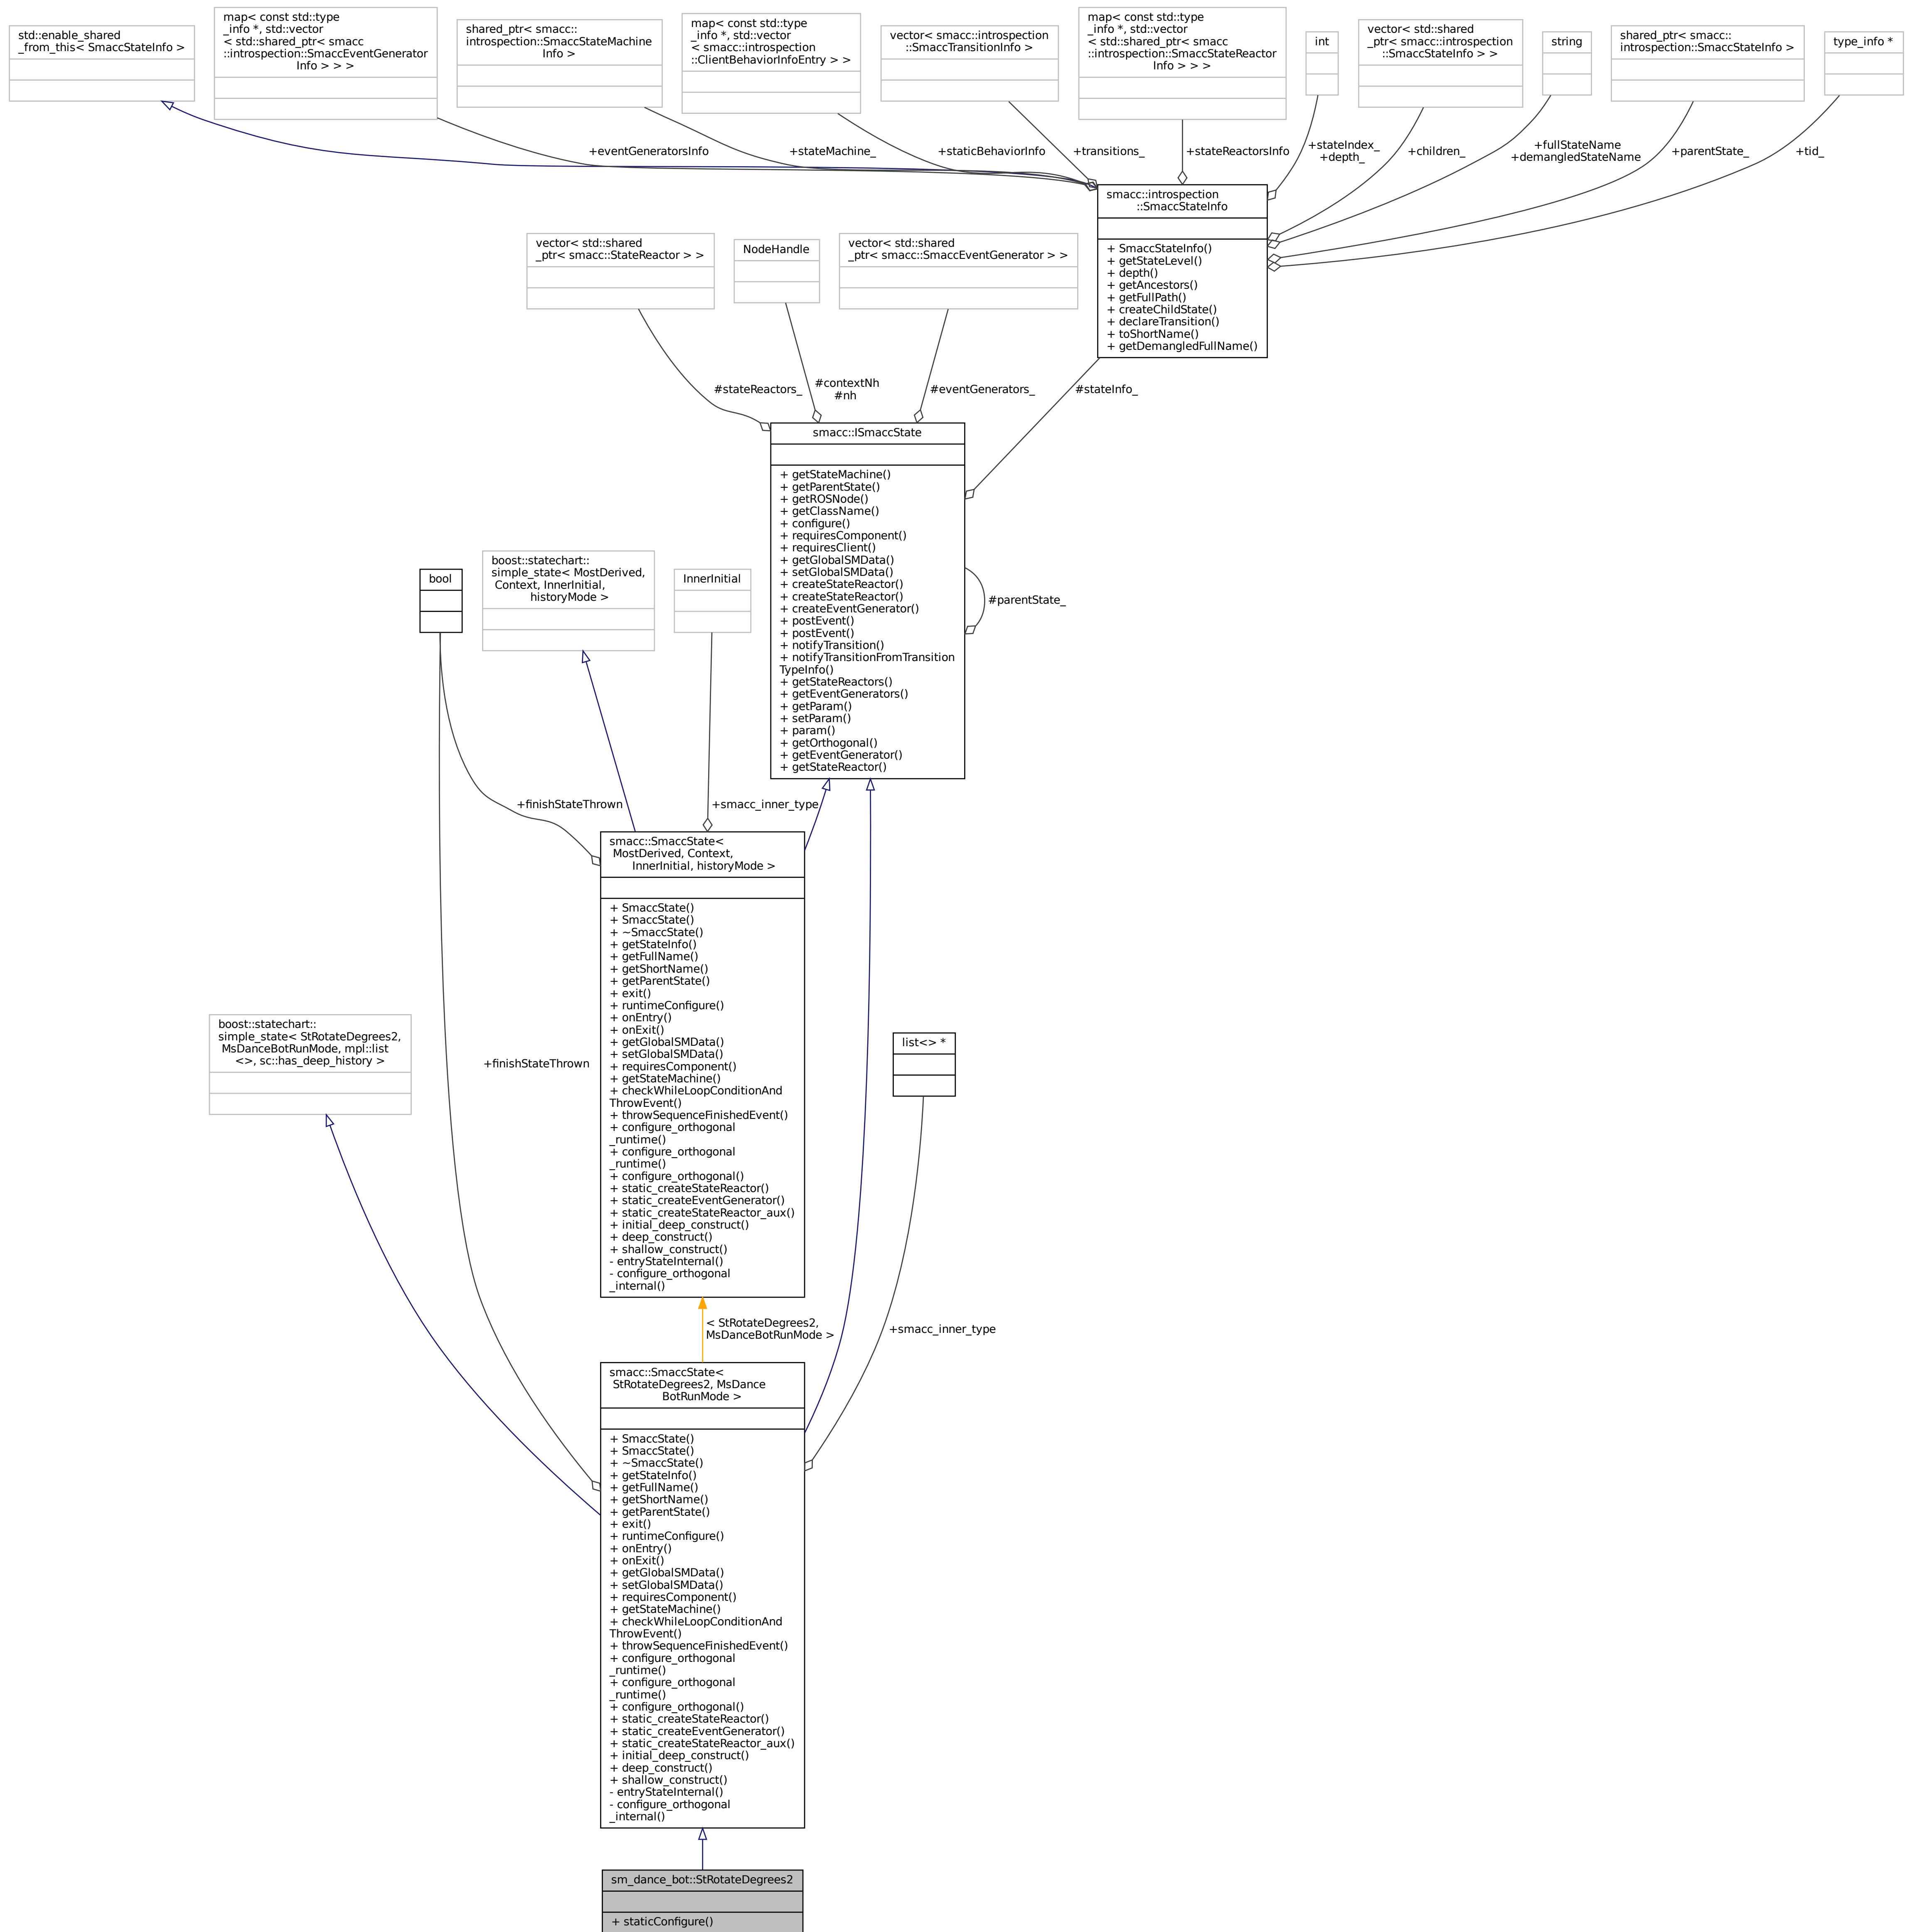 std::enable_shared
_from_this< SmaccStateInfo >
map< const std::type
_info *, std::vector
< std::shared_ptr< smacc
::introspection::SmaccEventGenerator
Info > > >
shared_ptr< smacc::
introspection::SmaccStateMachine
Info >
map< const std::type
_info *, std::vector
< smacc::introspection
::ClientBehaviorInfoEntry > >
vector< smacc::introspection
::SmaccTransitionInfo >
map< const std::type
_info *, std::vector
< std::shared_ptr< smacc
::introspection::SmaccStateReactor
Info > > >
int
vector< std::shared
_ptr< smacc::introspection
::SmaccStateInfo > >
string
shared_ptr< smacc::
introspection::SmaccStateInfo >
type_info *
+eventGeneratorsInfo
+stateMachine_
+staticBehaviorInfo
+transitions_
+stateReactorsInfo
+stateIndex_
+depth_
+children_
+fullStateName
+demangledStateName
+parentState_
+tid_
smacc::introspection
::SmaccStateInfo
+ SmaccStateInfo()
+ getStateLevel()
+ depth()
+ getAncestors()
+ getFullPath()
+ createChildState()
+ declareTransition()
+ toShortName()
+ getDemangledFullName()
vector< std::shared
_ptr< smacc::StateReactor > >
NodeHandle
vector< std::shared
_ptr< smacc::SmaccEventGenerator > >
#stateReactors_
#contextNh
#nh
#eventGenerators_
#stateInfo_
smacc::ISmaccState
+ getStateMachine()
+ getParentState()
+ getROSNode()
+ getClassName()
+ configure()
+ requiresComponent()
+ requiresClient()
+ getGlobalSMData()
+ setGlobalSMData()
+ createStateReactor()
+ createStateReactor()
+ createEventGenerator()
+ postEvent()
+ postEvent()
+ notifyTransition()
+ notifyTransitionFromTransition
TypeInfo()
+ getStateReactors()
+ getEventGenerators()
+ getParam()
+ setParam()
+ param()
+ getOrthogonal()
+ getEventGenerator()
+ getStateReactor()
#parentState_
bool
boost::statechart::
simple_state< MostDerived,
Context, InnerInitial,
historyMode >
InnerInitial
+finishStateThrown
+smacc_inner_type
smacc::SmaccState<
MostDerived, Context,
InnerInitial, historyMode >
+ SmaccState()
+ SmaccState()
+ ~SmaccState()
+ getStateInfo()
+ getFullName()
+ getShortName()
+ getParentState()
+ exit()
+ runtimeConfigure()
+ onEntry()
+ onExit()
+ getGlobalSMData()
+ setGlobalSMData()
+ requiresComponent()
+ getStateMachine()
+ checkWhileLoopConditionAnd
ThrowEvent()
+ throwSequenceFinishedEvent()
+ configure_orthogonal
_runtime()
+ configure_orthogonal
_runtime()
+ configure_orthogonal()
+ static_createStateReactor()
+ static_createEventGenerator()
+ static_createStateReactor_aux()
+ initial_deep_construct()
+ deep_construct()
+ shallow_construct()
- entryStateInternal()
- configure_orthogonal
_internal()
boost::statechart::
simple_state< StRotateDegrees2,
MsDanceBotRunMode, mpl::list
<>, sc::has_deep_history >
+finishStateThrown
list<> *
< StRotateDegrees2,
MsDanceBotRunMode >
+smacc_inner_type
smacc::SmaccState<
StRotateDegrees2, MsDance
BotRunMode >
+ SmaccState()
+ SmaccState()
+ ~SmaccState()
+ getStateInfo()
+ getFullName()
+ getShortName()
+ getParentState()
+ exit()
+ runtimeConfigure()
+ onEntry()
+ onExit()
+ getGlobalSMData()
+ setGlobalSMData()
+ requiresComponent()
+ getStateMachine()
+ checkWhileLoopConditionAnd
ThrowEvent()
+ throwSequenceFinishedEvent()
+ configure_orthogonal
_runtime()
+ configure_orthogonal
_runtime()
+ configure_orthogonal()
+ static_createStateReactor()
+ static_createEventGenerator()
+ static_createStateReactor_aux()
+ initial_deep_construct()
+ deep_construct()
+ shallow_construct()
- entryStateInternal()
- configure_orthogonal
_internal()
sm_dance_bot::StRotateDegrees2
+ staticConfigure()